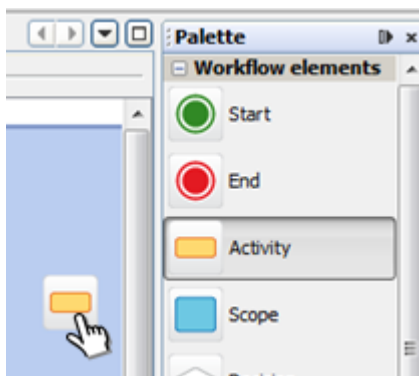 Palette
Workflow elements
Start
End
Activity
Scope